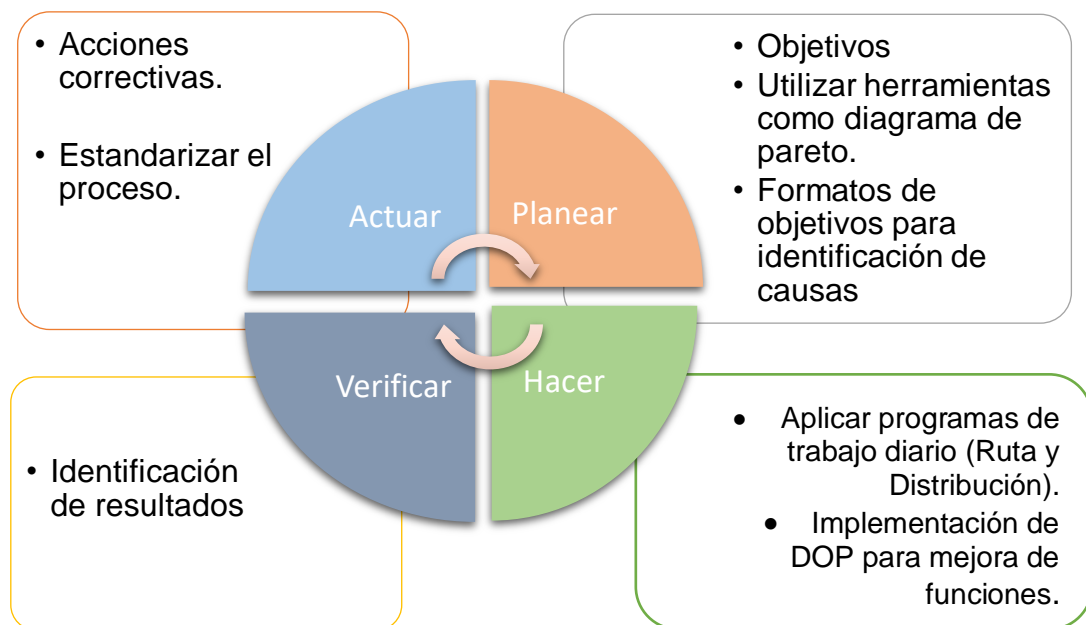 • Acciones
correctivas.
• Estandarizar el
proceso.
Actuar
Planear
• Objetivos
• Utilizar herramientas
como diagrama de
pareto.
• Formatos de
objetivos para
identificación de
causas
Verificar
Hacer
• Identificación
de resultados
• Aplicar programas de
trabajo diario (Ruta y
Distribución).
• Implementación de
DOP para mejora de
funciones.